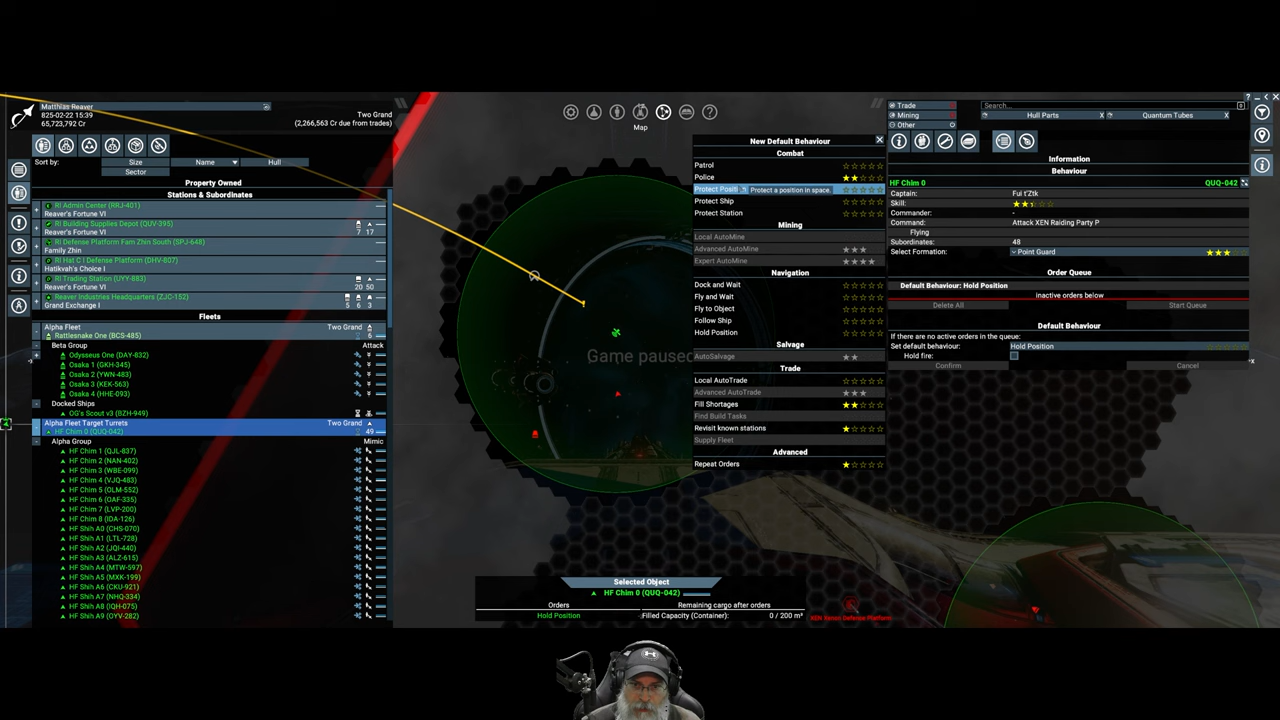 Matthias Reaver
825-02-22 15:39
65,723,792 Cr
Two Grand
(2,266,563 Cr due from trades)
Sort by:
Size
Name
Hull
Sector
Property Owned
Stations & Subordinates
RI Admin Center (RRJ-401)
Reaver's Fortune VI
RI Building Supplies Depot (QUV-395)
Reaver's Fortune VI
7 17
RI Defense Platform Fam Zhin South (SPJ-648)
Family Zhin
RI Hat C I Defense Platform (DHV-807)
Hatikvah's Choice I
RI Trading Station (UYY-883)
Reaver's Fortune VI
20 50
Reaver Industries Headquarters (ZJC-152)
Grand Exchange I
5 6 3
Fleets
Alpha Fleet
Two Grand
Rattlesnake One (BCS-485)
6
Beta Group
Attack
Odysseus One (DAY-832)
Osaka 1 (GKH-345)
Osaka 2 (YWN-483)
Osaka 3 (KEK-563)
Osaka 4 (HHE-093)
Docked Ships
OG's Scout v3 (BZH-949)
Alpha Fleet Target Turrets
Two Grand
HF Chim 0 (QUQ-042)
49
Alpha Group
Mimic
HF Chim 1 (QJL-837)
HF Chim 2 (NAN-402)
HF Chim 3 (WBE-099)
HF Chim 4 (VJQ-483)
HF Chim 5 (OLM-552)
HF Chim 6 (OAF-335)
HF Chim 7 (LVP-200)
HF Chim 8 (IDA-126)
HF Shih A0 (CHS-070)
HF Shih A1 (LTL-728)
HF Shih A2 (JQI-440)
HF Shih A3 (ALZ-615)
HF Shih A4 (MTW-597)
HF Shih A5 (MXK-199)
HF Shih A6 (CKU-921)
HF Shih A7 (NHQ-334)
HF Shih A8 (IQH-075)
HF Shih A9 (OYV-282)
Map
Game paused
New Default Behaviour
Combat
Patrol
Police
Protect Positi
Protect a position in space.
Protect Ship
Protect Station
Mining
Local AutoMine
Advanced AutoMine
Expert AutoMine
Navigation
Dock and Wait
Fly and Wait
Fly to Object
Follow Ship
Hold Position
Salvage
AutoSalvage
Trade
Local AutoTrade
Advanced AutoTrade
Fill Shortages
Find Build Tasks
Revisit known stations
Supply Fleet
Advanced
Repeat Orders
Selected Object
HF Chim 0 (QUQ-042)
Orders
Remaining cargo after orders
Hold Position
Filled Capacity (Container):
0 / 200 m³
XEN Xenon Defence Platform
Trade
Mining
Other
Search...
Hull Parts X
Quantum Tubes X
Information
Behaviour
HF Chim 0
QUQ-042
Captain:
Fui t'Ztk
Skill:
Commander:
-
Command:
Attack XEN Raiding Party P
Flying
Subordinates:
48
Select Formation:
Point Guard
Order Queue
Default Behaviour: Hold Position
inactive orders below
Delete All
Start Queue
Default Behaviour
If there are no active orders in the queue:
Set default behaviour:
Hold Position
Hold fire:
Confirm
Cancel